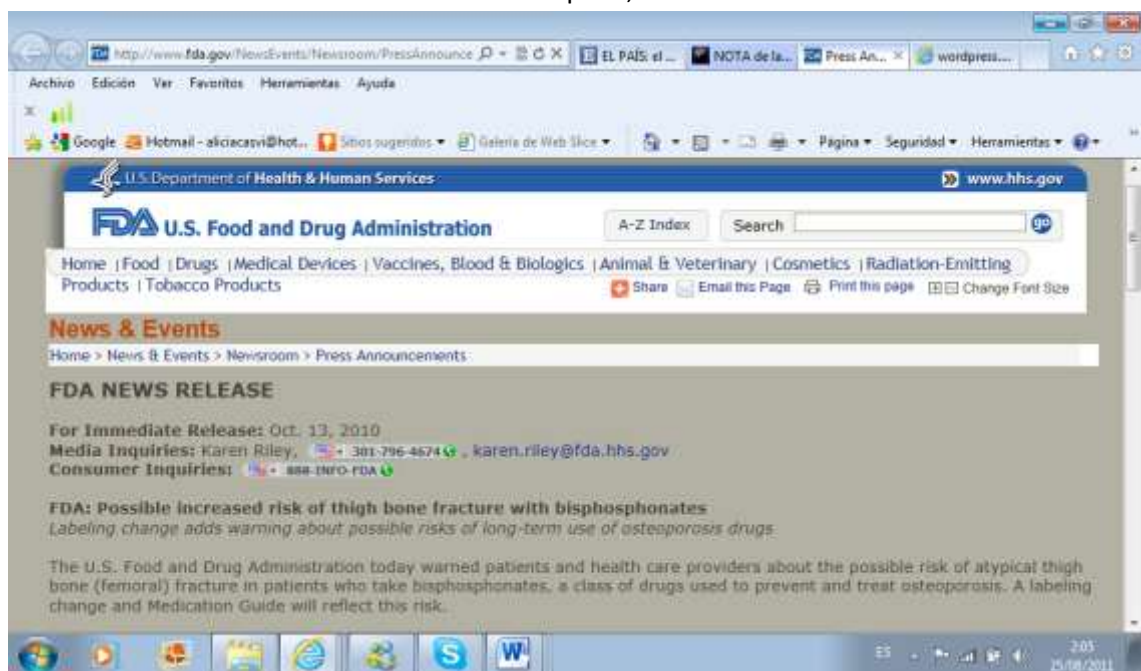 http://www.fda.gov/NewsEvents/Newsroom/PressAnnounce
EL PAÍS: el ...
NOTA de la...
Press An...
wordpress....
Archivo Edición Ver Favoritos Herramientas Ayuda
Google Hotmail - Sitios sugeridos Galería de Web Slice Página Seguridad Herramientas
U.S. Department of Health & Human Services www.hhs.gov
FDA U.S. Food and Drug Administration A-Z Index Search go
Home | Food | Drugs | Medical Devices | Vaccines, Blood & Biologics | Animal & Veterinary | Cosmetics | Radiation-Emitting
Products | Tobacco Products Share Email this Page Print this page Change Font Size
News & Events
Home > News & Events > Newsroom > Press Announcements
FDA NEWS RELEASE
For Immediate Release: Oct. 13, 2010
Media Inquiries: Karen Riley, 301-796-4674, karen.riley@fda.hhs.gov
Consumer Inquiries: 888-INFO-FDA
FDA: Possible increased risk of thigh bone fracture with bisphosphonates
Labeling change adds warning about possible risks of long-term use of osteoporosis drugs
The U.S. Food and Drug Administration today warned patients and health care providers about the possible risk of atypical thigh
bone (femoral) fracture in patients who take bisphosphonates, a class of drugs used to prevent and treat osteoporosis. A labeling
change and Medication Guide will reflect this risk.
ES 2:05
25/08/2011